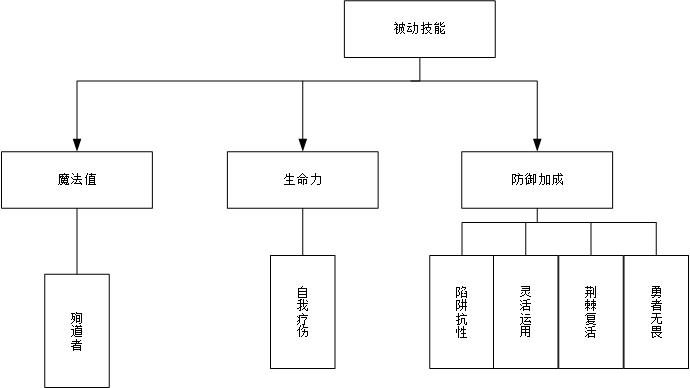 被动技能
魔法值
生命力
防御加成
殉道者
自我疗伤
陷阱抗性
灵活运用
荆棘复活
勇者无畏